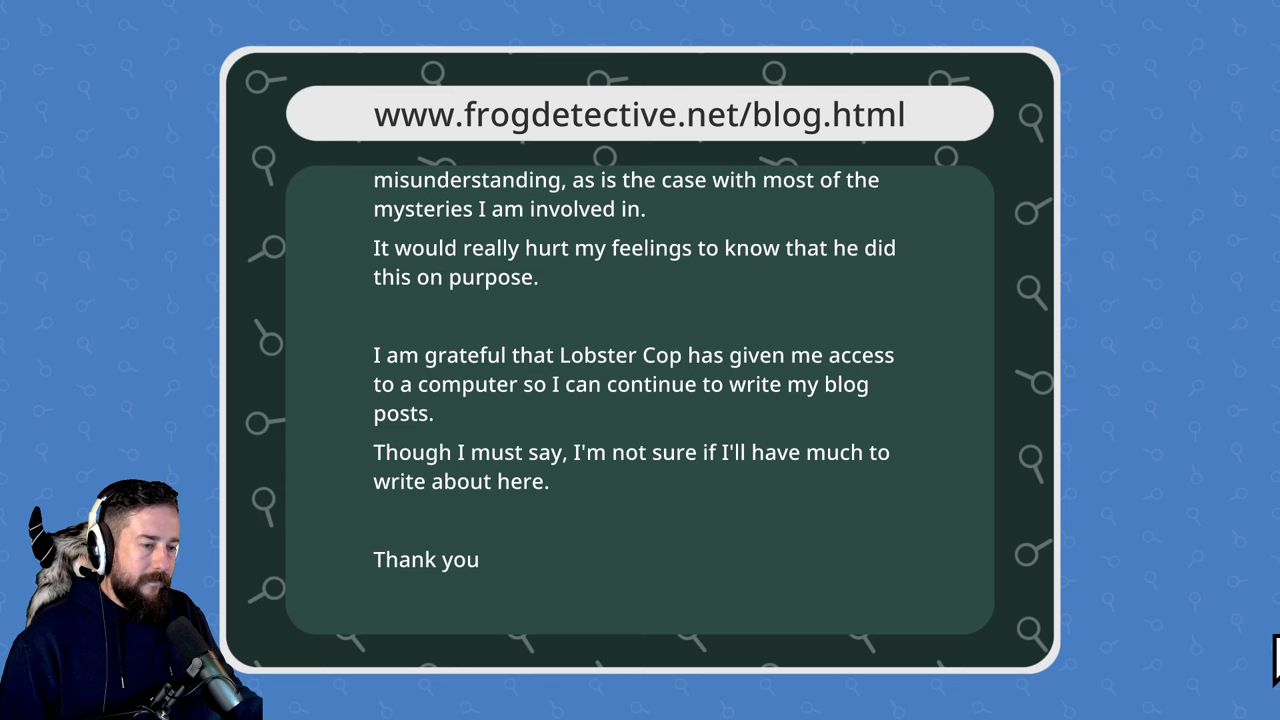 www.frogdetective.net/blog.html
misunderstanding, as is the case with most of the
mysteries I am involved in.
It would really hurt my feelings to know that he did
this on purpose.
I am grateful that Lobster Cop has given me access
to a computer so I can continue to write my blog
posts.
Though I must say, I'm not sure if I'll have much to
write about here.
Thank you